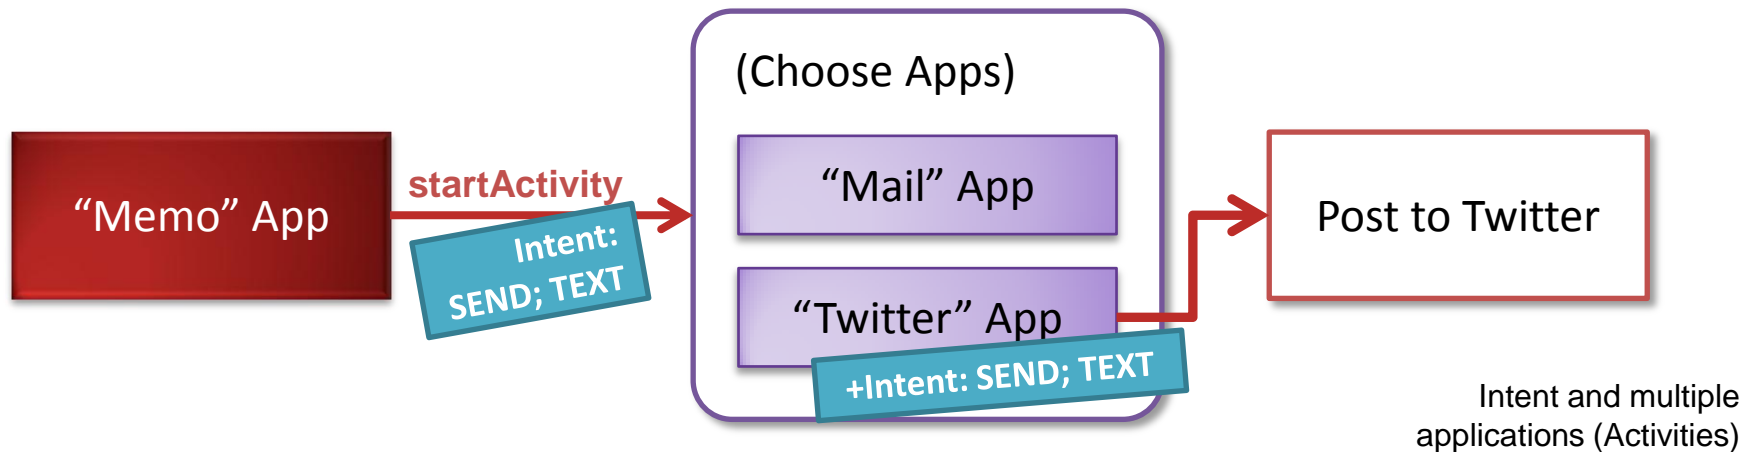 (Choose Apps)
“Memo” App
startActivity
Intent:
SEND; TEXT
“Mail” App
“Twitter” App
+Intent: SEND; TEXT
Post to Twitter
Intent and multiple
applications (Activities)